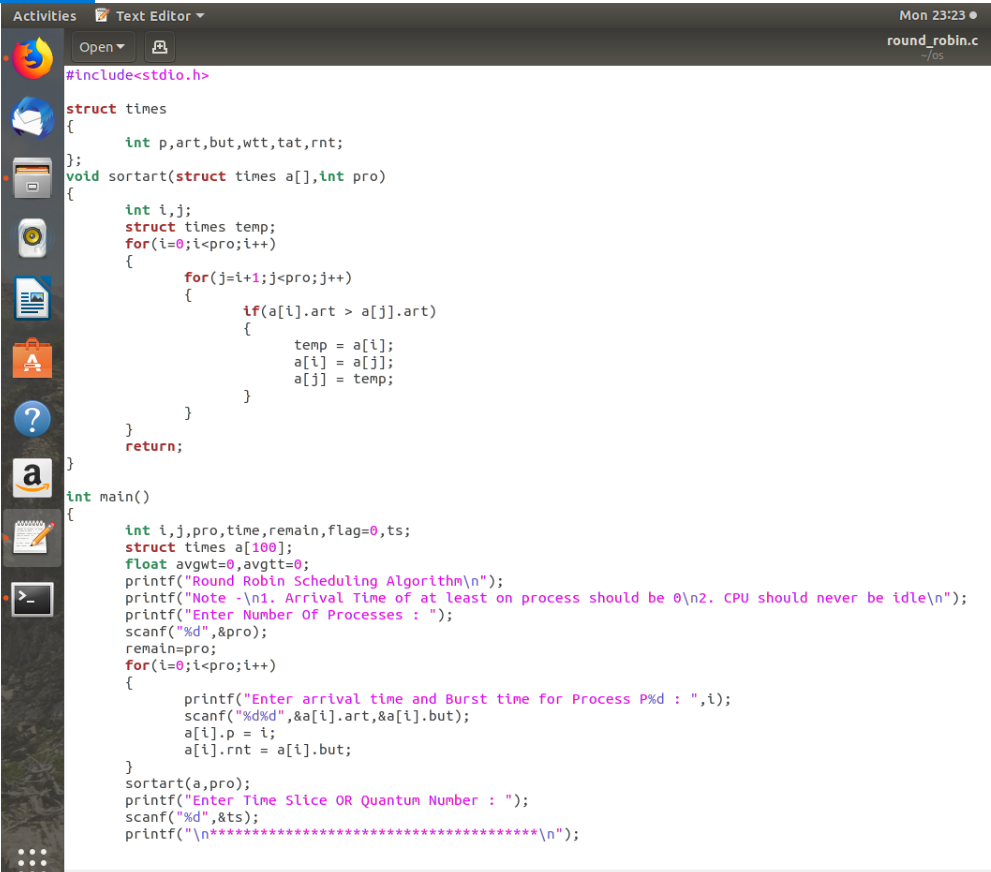 Activities Text Editor Mon 23:23
Open round_robin.c
~/os
#include<stdio.h>
struct times
{
int p,art,but,wtt,tat,rnt;
};
void sortart(struct times a[],int pro)
{
int i,j;
struct times temp;
for(i=0;i<pro;i++)
{
for(j=i+1;j<pro;j++)
{
if(a[i].art > a[j].art)
{
temp = a[i];
a[i] = a[j];
a[j] = temp;
}
}
}
return;
}
int main()
{
int i,j,pro,time,remain,flag=0,ts;
struct times a[100];
float avgwt=0,avgtt=0;
printf("Round Robin Scheduling Algorithm\n");
printf("Note -\n1. Arrival Time of at least on process should be 0\n2. CPU should never be idle\n");
printf("Enter Number Of Processes : ");
scanf("%d",&pro);
remain=pro;
for(i=0;i<pro;i++)
{
printf("Enter arrival time and Burst time for Process P%d : ",i);
scanf("%d%d",&a[i].art,&a[i].but);
a[i].p = i;
a[i].rnt = a[i].but;
}
sortart(a,pro);
printf("Enter Time Slice OR Quantum Number : ");
scanf("%d",&ts);
printf("\n***************************************\n");